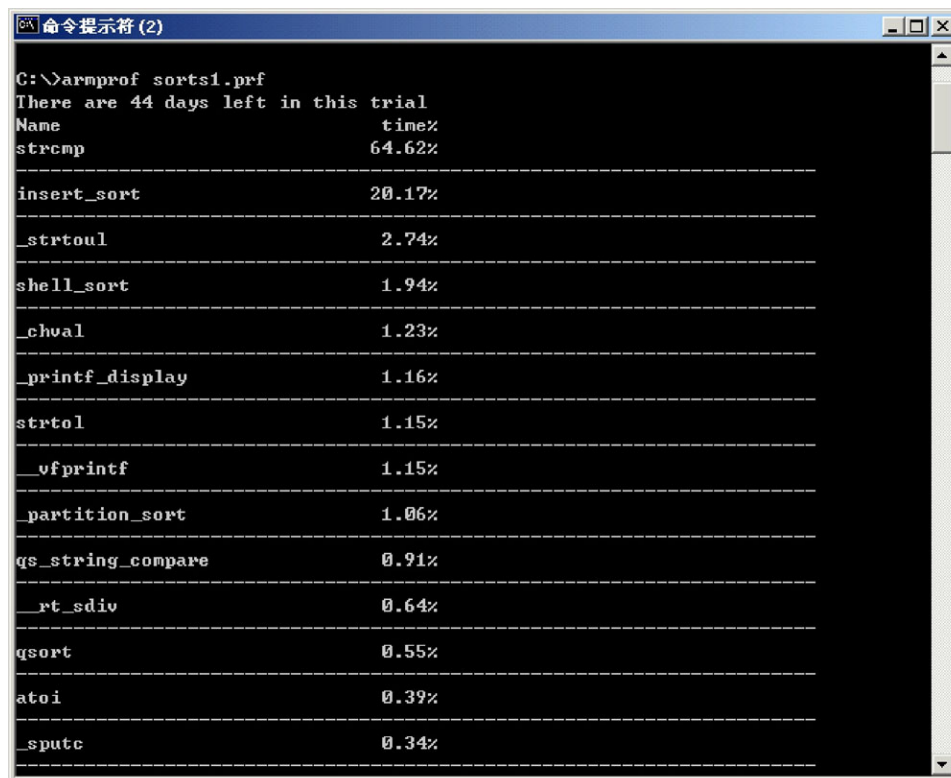 命令提示符 (2)
C:\>armprof sorts1.prf
There are 44 days left in this trial
Name time%
strcmp 64.62%
insert_sort 20.17%
_strtoul 2.74%
shell_sort 1.94%
_chval 1.23%
_printf_display 1.16%
strtol 1.15%
__vfprintf 1.15%
_partition_sort 1.06%
qs_string_compare 0.91%
__rt_sdiv 0.64%
qsort 0.55%
atoi 0.39%
_sputc 0.34%